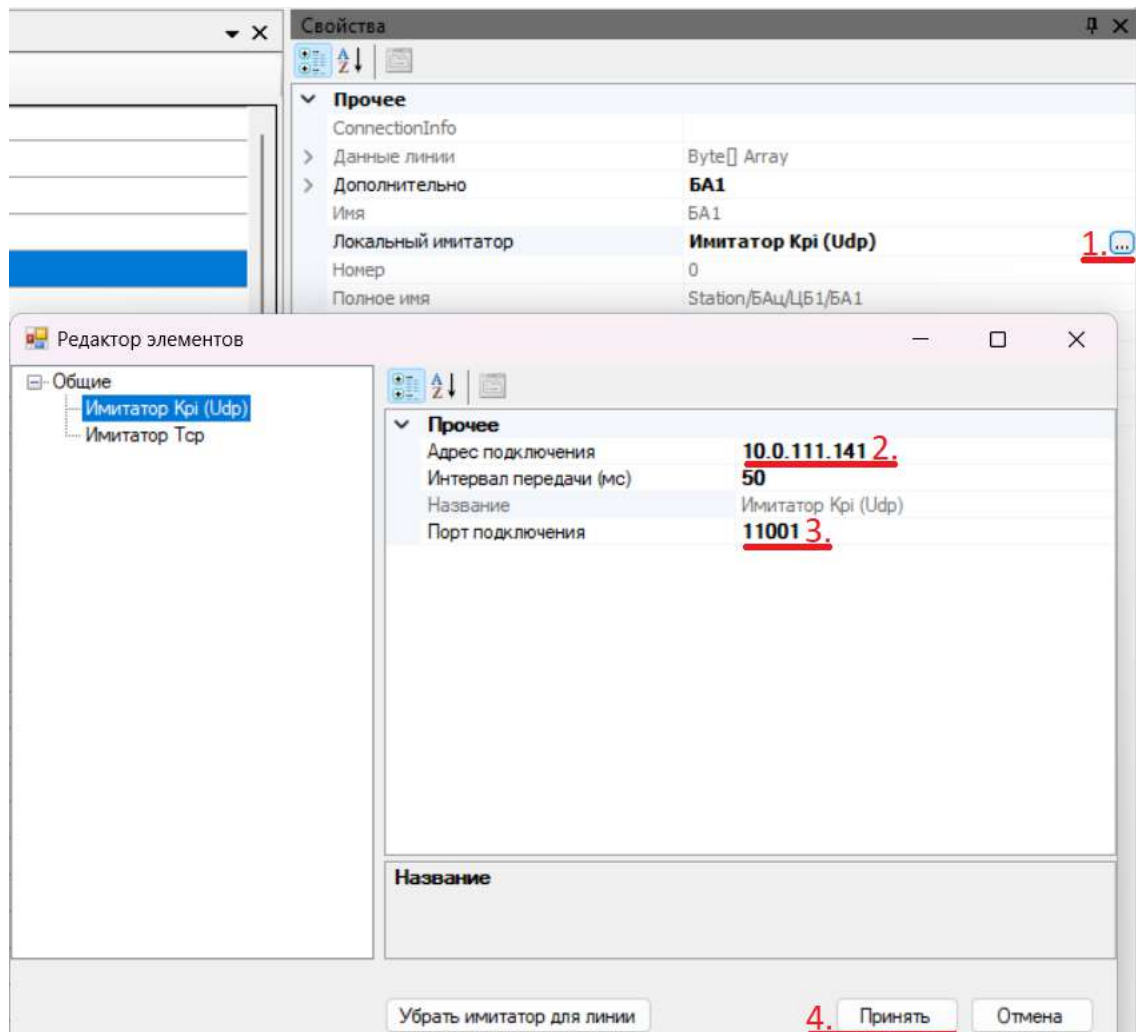 Свойства
Прочее
ConnectionInfo
Данные линии Byte[] Array
Дополнительно БА1
Имя БА1
Локальный имитатор Имитатор Kpi (Udp) 1. ...
Номер 0
Полное имя Station/БАц/ЦБ1/БА1
Редактор элементов
Общие
Имитатор Kpi (Udp)
Имитатор Tcp
Прочее
Адрес подключения 10.0.111.141 2.
Интервал передачи (мс) 50
Название Имитатор Kpi (Udp)
Порт подключения 11001 3.
Название
Убрать имитатор для линии 4. Принять Отмена